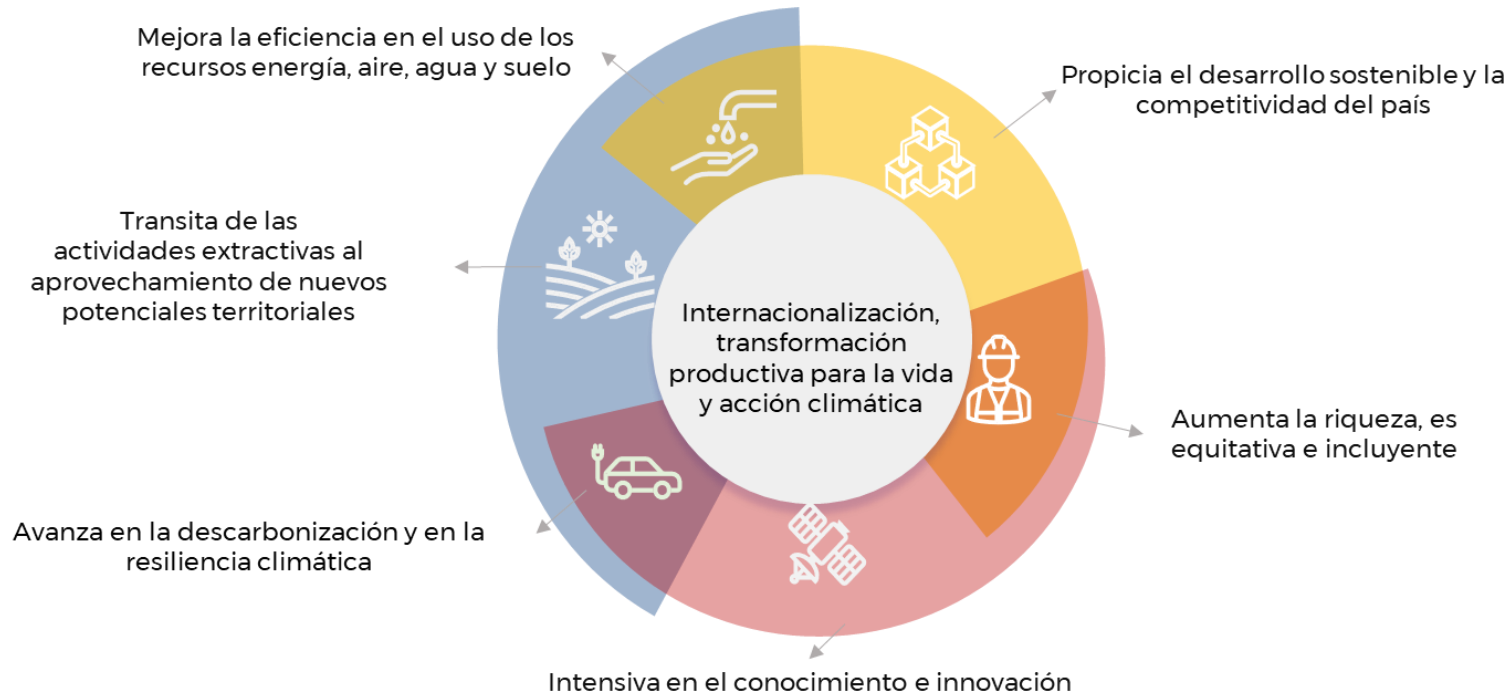 Mejora la eficiencia en el uso de los
recursos energía, aire, agua y suelo
Propicia el desarrollo sostenible y la
competitividad del país
Transita de las
actividades extractivas al
aprovechamiento de nuevos
potenciales territoriales
Internacionalización,
transformación
productiva para la vida
y acción climática
Aumenta la riqueza, es
equitativa e incluyente
Avanza en la descarbonización y en la
resiliencia climática
Intensiva en el conocimiento e innovación